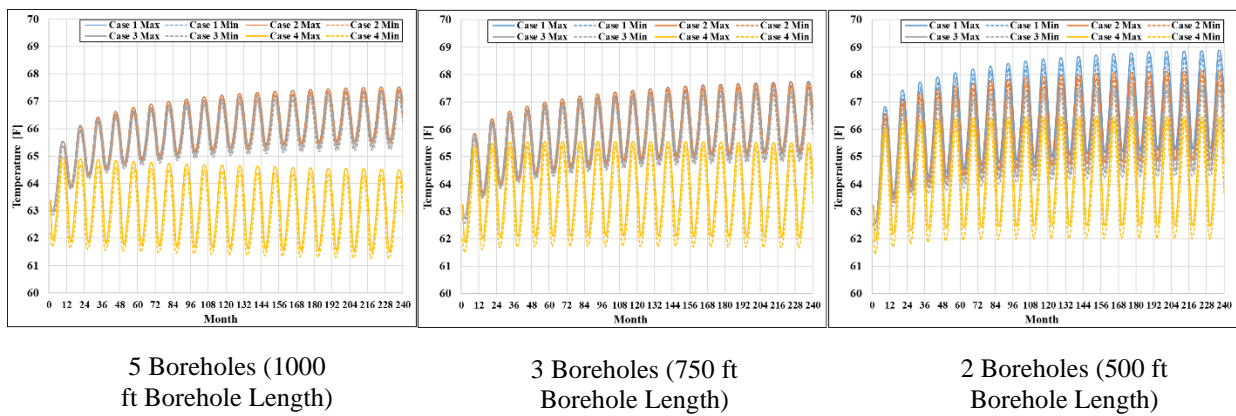 Case 1 Max Case 1 Min Case 2 Max Case 2 Min
Case 3 Max Case 3 Min Case 4 Max Case 4 Min
70
69
68
67
66
65
64
63
62
61
60
Temperature [F]
0 12 24 36 48 60 72 84 96 108 120 132 144 156 168 180 192 204 216 228 240
Month
Case 1 Max Case 1 Min Case 2 Max Case 2 Min
Case 3 Max Case 3 Min Case 4 Max Case 4 Min
70
69
68
67
66
65
64
63
62
61
60
Temperature [F]
0 12 24 36 48 60 72 84 96 108 120 132 144 156 168 180 192 204 216 228 240
Month
Case 1 Max Case 1 Min Case 2 Max Case 2 Min
Case 3 Max Case 3 Min Case 4 Max Case 4 Min
70
69
68
67
66
65
64
63
62
61
60
Temperature [F]
0 12 24 36 48 60 72 84 96 108 120 132 144 156 168 180 192 204 216 228 240
Month
5 Boreholes (1000
ft Borehole Length)
3 Boreholes (750 ft
Borehole Length)
2 Boreholes (500 ft
Borehole Length)